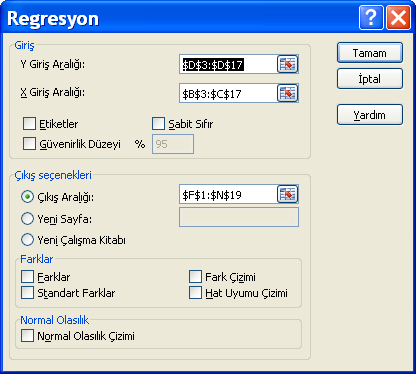 Regresyon
Giriş
Y Giriş Aralığı:
$D$3:$D$17
X Giriş Aralığı:
$B$3:$C$17
Etiketler
Sabit Sıfır
Güvenirlik Düzeyi % 95
Tamam
İptal
Yardım
Çıkış seçenekleri
Çıkış Aralığı:
$F$1:$N$19
Yeni Sayfa:
Yeni Çalışma Kitabı
Farklar
Farklar
Fark Çizimi
Standart Farklar
Hat Uyumu Çizimi
Normal Olasılık
Normal Olasılık Çizimi